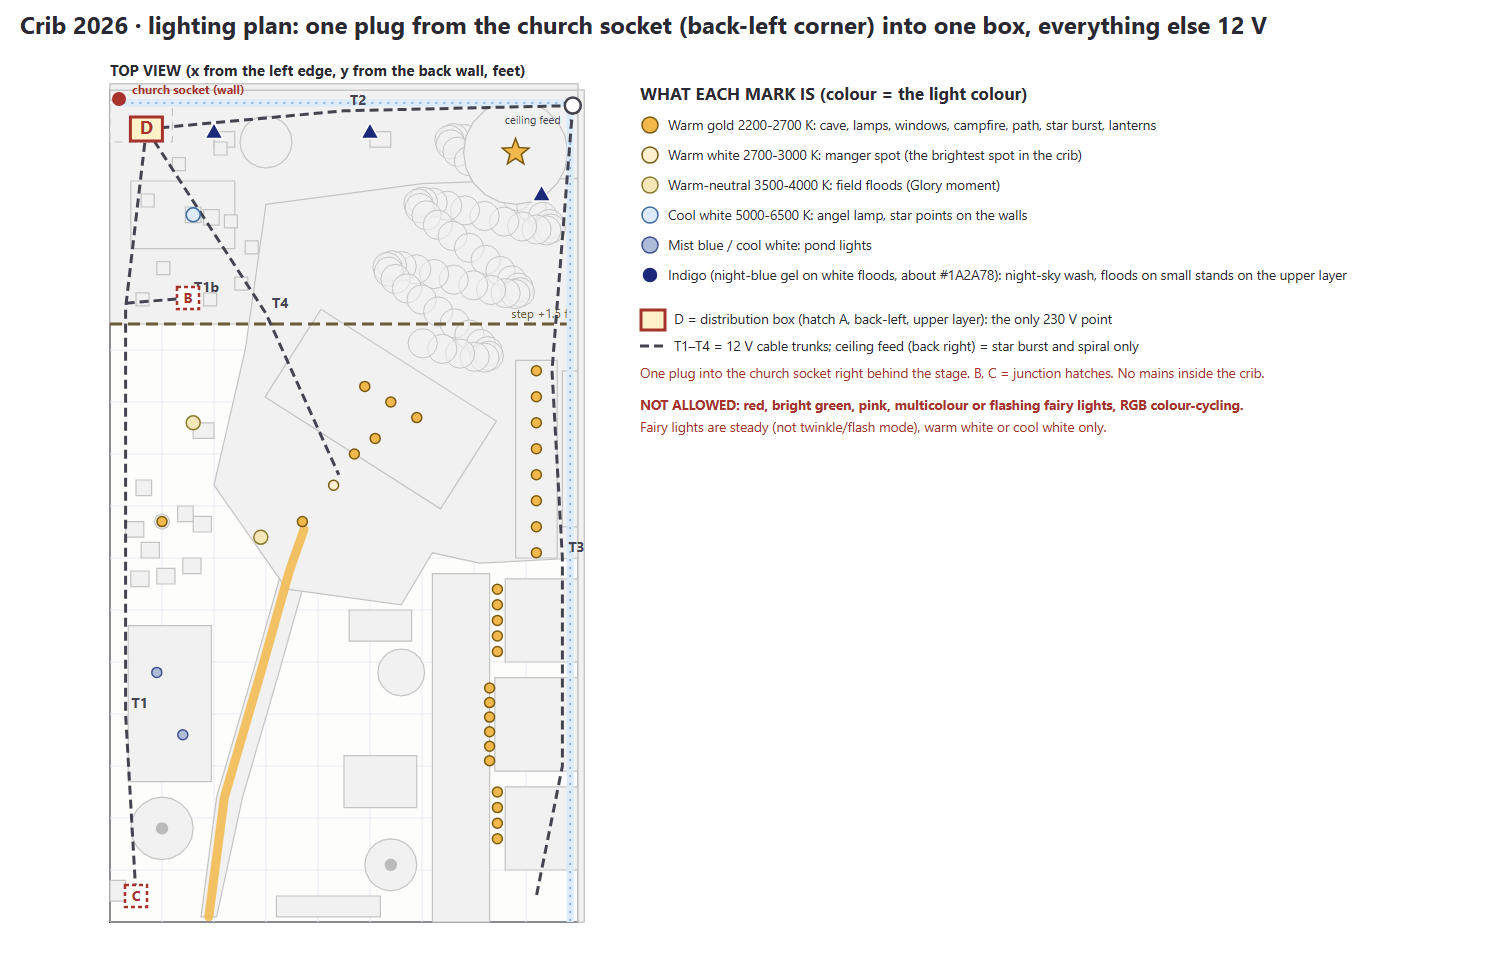 Crib 2026 · lighting plan: one plug from the church socket (back-left corner) into one box, everything else 12 V
TOP VIEW (x from the left edge, y from the back wall, feet)
church socket (wall)
T2
ceiling feed
D
T1b
B
T4
step +1.5 f
T3
T1
C
WHAT EACH MARK IS (colour = the light colour)
Warm gold 2200-2700 K: cave, lamps, windows, campfire, path, star burst, lanterns
Warm white 2700-3000 K: manger spot (the brightest spot in the crib)
Warm-neutral 3500-4000 K: field floods (Glory moment)
Cool white 5000-6500 K: angel lamp, star points on the walls
Mist blue / cool white: pond lights
Indigo (night-blue gel on white floods, about #1A2A78): night-sky wash, floods on small stands on the upper layer
D = distribution box (hatch A, back-left, upper layer): the only 230 V point
T1–T4 = 12 V cable trunks; ceiling feed (back right) = star burst and spiral only
One plug into the church socket right behind the stage. B, C = junction hatches. No mains inside the crib.
NOT ALLOWED: red, bright green, pink, multicolour or flashing fairy lights, RGB colour-cycling.
Fairy lights are steady (not twinkle/flash mode), warm white or cool white only.